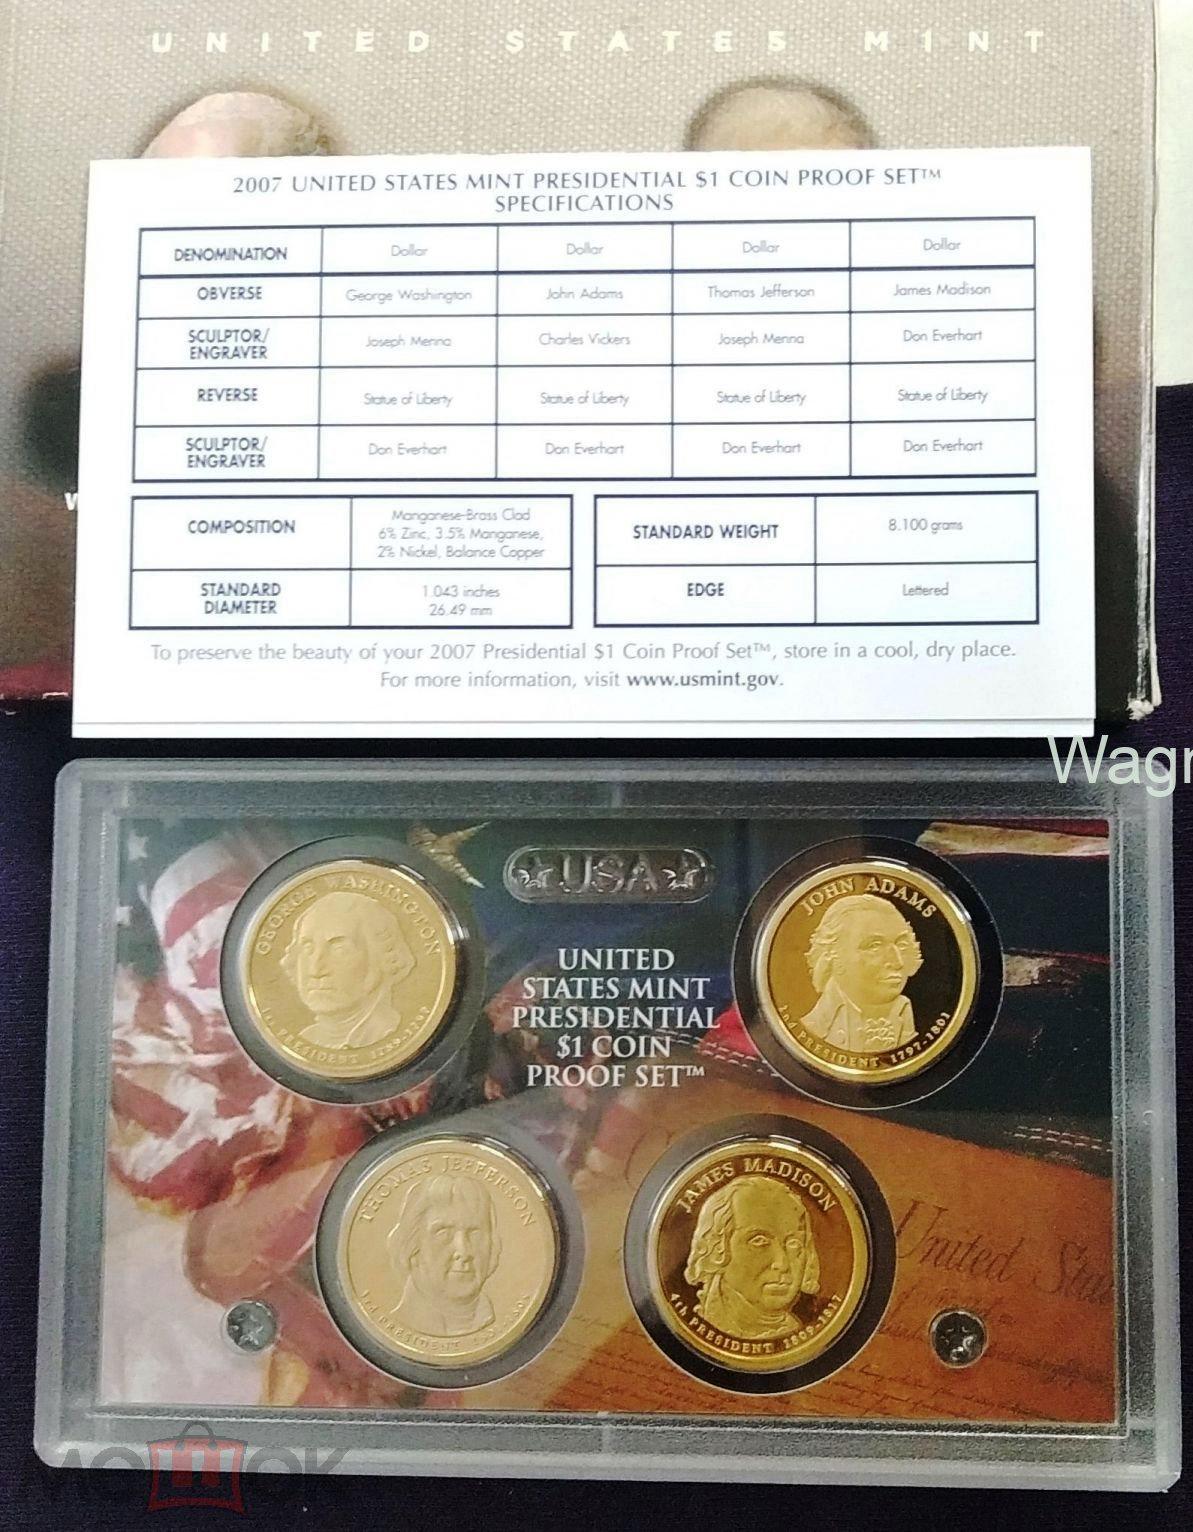 UNITED STATES MINT
2007 UNITED STATES MINT PRESIDENTIAL $1 COIN PROOF SET™
SPECIFICATIONS
DENOMINATION Dollar Dollar Dollar Dollar
OBVERSE George Washington John Adams Thomas Jefferson James Madison
SCULPTOR/
ENGRAVER Joseph Menna Charles Vickers Joseph Menna Don Everhart
REVERSE Statue of Liberty Statue of Liberty Statue of Liberty Statue of Liberty
SCULPTOR/
ENGRAVER Don Everhart Don Everhart Don Everhart Don Everhart
COMPOSITION
Manganese-Brass Clad
6% Zinc, 3.5% Manganese,
2% Nickel, Balance Copper
STANDARD WEIGHT 8.100 grams
STANDARD
DIAMETER
1.043 inches
26.49 mm
EDGE Lettered
To preserve the beauty of your 2007 Presidential $1 Coin Proof Set™, store in a cool, dry place.
For more information, visit www.usmint.gov.
Wagr
USA
GEORGE WASHINGTON
PRESIDENT
JOHN ADAMS
2nd PRESIDENT 1797-1801
UNITED
STATES MINT
PRESIDENTIAL
$1 COIN
PROOF SET™
THOMAS JEFFERSON
PRESIDENT
JAMES MADISON
4th PRESIDENT 1809-1817
United
МЕШОК